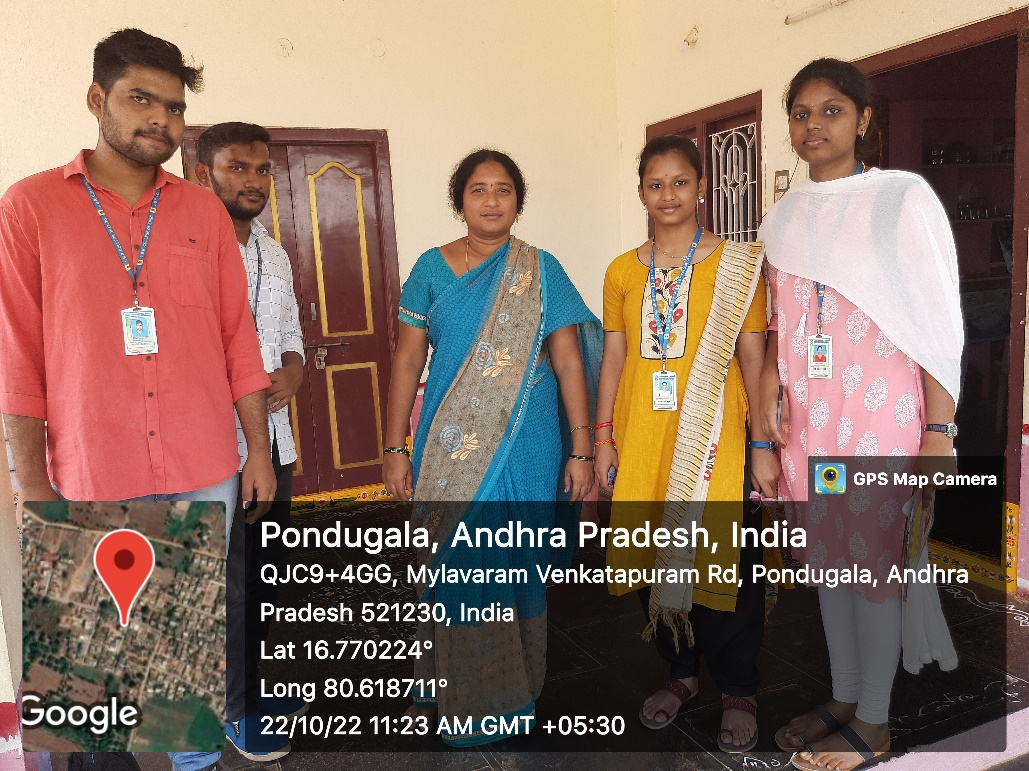 GPS Map Camera
Pondugala, Andhra Pradesh, India
QJC9+4GG, Mylavaram Venkatapuram Rd, Pondugala, Andhra
Pradesh 521230, India
Lat 16.770224°
Long 80.618711°
22/10/22 11:23 AM GMT +05:30
Google